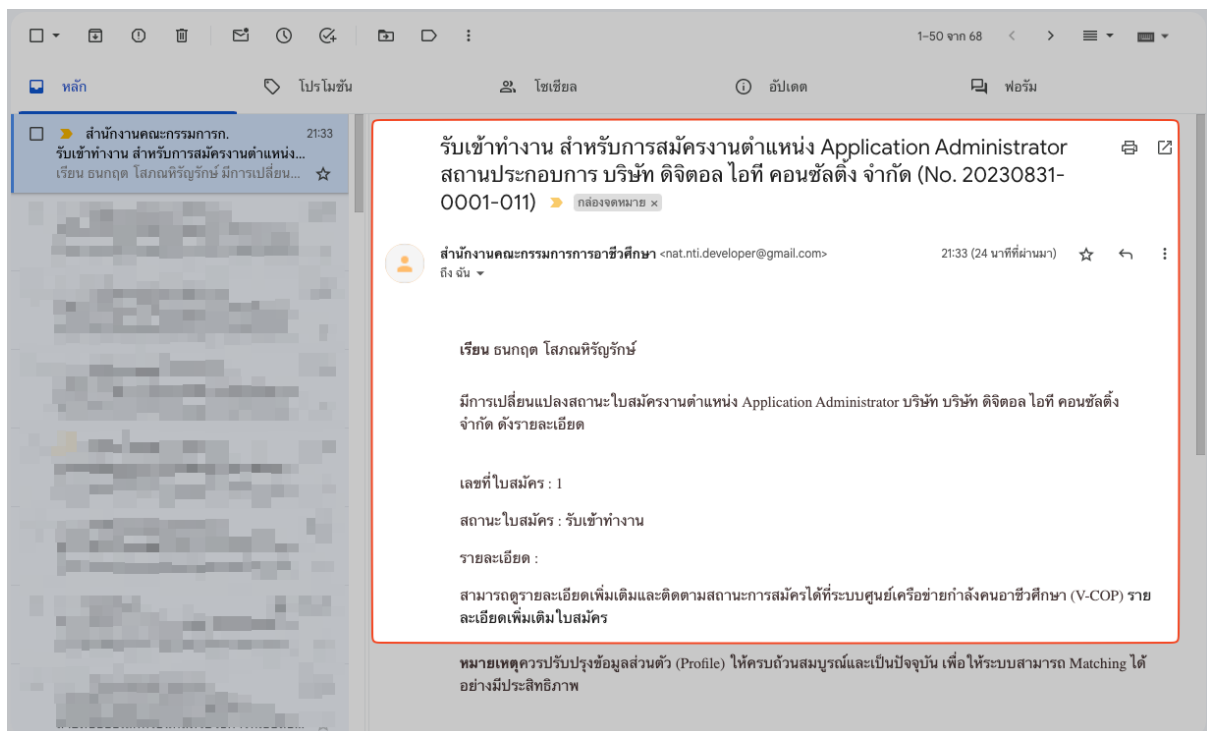 1–50 จาก 68
หลัก
โปรโมชัน
โซเชียล
อัปเดต
ฟอรัม
สำนักงานคณะกรรมการก. 21:33
รับเข้าทำงาน สำหรับการสมัครงานตำแหน่ง...
เรียน ธนกฤต โสภณหิรัญรักษ์ มีการเปลี่ยน...
รับเข้าทำงาน สำหรับการสมัครงานตำแหน่ง Application Administrator
สถานประกอบการ บริษัท ดิจิตอล ไอที คอนซัลติ้ง จำกัด (No. 20230831-
0001-011) กล่องจดหมาย ×
สำนักงานคณะกรรมการการอาชีวศึกษา <nat.nti.developer@gmail.com> 21:33 (24 นาทีที่ผ่านมา)
ถึง ฉัน
เรียน ธนกฤต โสภณหิรัญรักษ์
มีการเปลี่ยนแปลงสถานะใบสมัครงานตำแหน่ง Application Administrator บริษัท บริษัท ดิจิตอล ไอที คอนซัลติ้ง
จำกัด ดังรายละเอียด
เลขที่ใบสมัคร : 1
สถานะใบสมัคร : รับเข้าทำงาน
รายละเอียด :
สามารถดูรายละเอียดเพิ่มเติมและติดตามสถานะการสมัครได้ที่ระบบศูนย์เครือข่ายกำลังคนอาชีวศึกษา (V-COP) ราย
ละเอียดเพิ่มเติมใบสมัคร
หมายเหตุควรปรับปรุงข้อมูลส่วนตัว (Profile) ให้ครบถ้วนสมบูรณ์และเป็นปัจจุบัน เพื่อให้ระบบสามารถ Matching ได้
อย่างมีประสิทธิภาพ